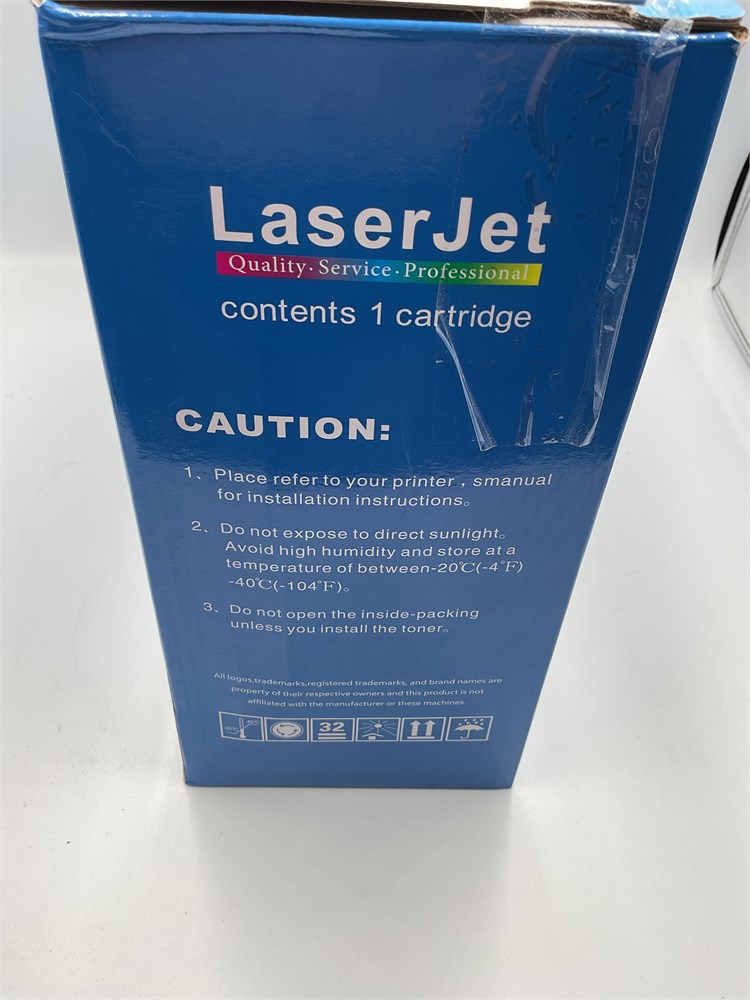 LaserJet
Quality·Service·Professional
contents 1 cartridge
CAUTION:
1、Place refer to your printer , smanual
for installation instructions。
2、Do not expose to direct sunlight。
Avoid high humidity and store at a
temperature of between-20℃(-4°F)
-40℃(-104°F)。
3、Do not open the inside-packing
unless you install the toner。
All logos,trademarks,registered trademarks, and brand names are
property of their respective owners and this product is not
affiliated with the manufacturer or these machines.
32